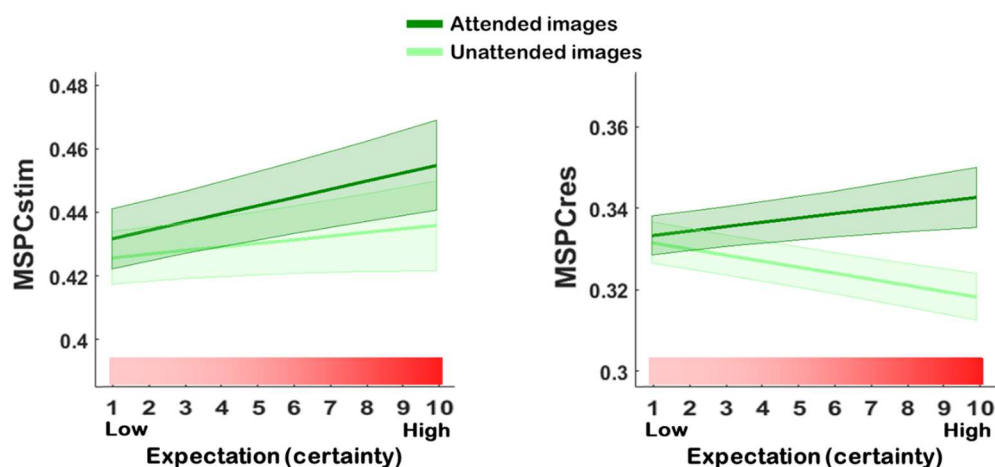 Attended images
Unattended images
MSPCstim
0.48
0.46
0.44
0.42
0.4
1 2 3 4 5 6 7 8 9 10
Low High
Expectation (certainty)
MSPCres
0.36
0.34
0.32
0.3
1 2 3 4 5 6 7 8 9 10
Low High
Expectation (certainty)